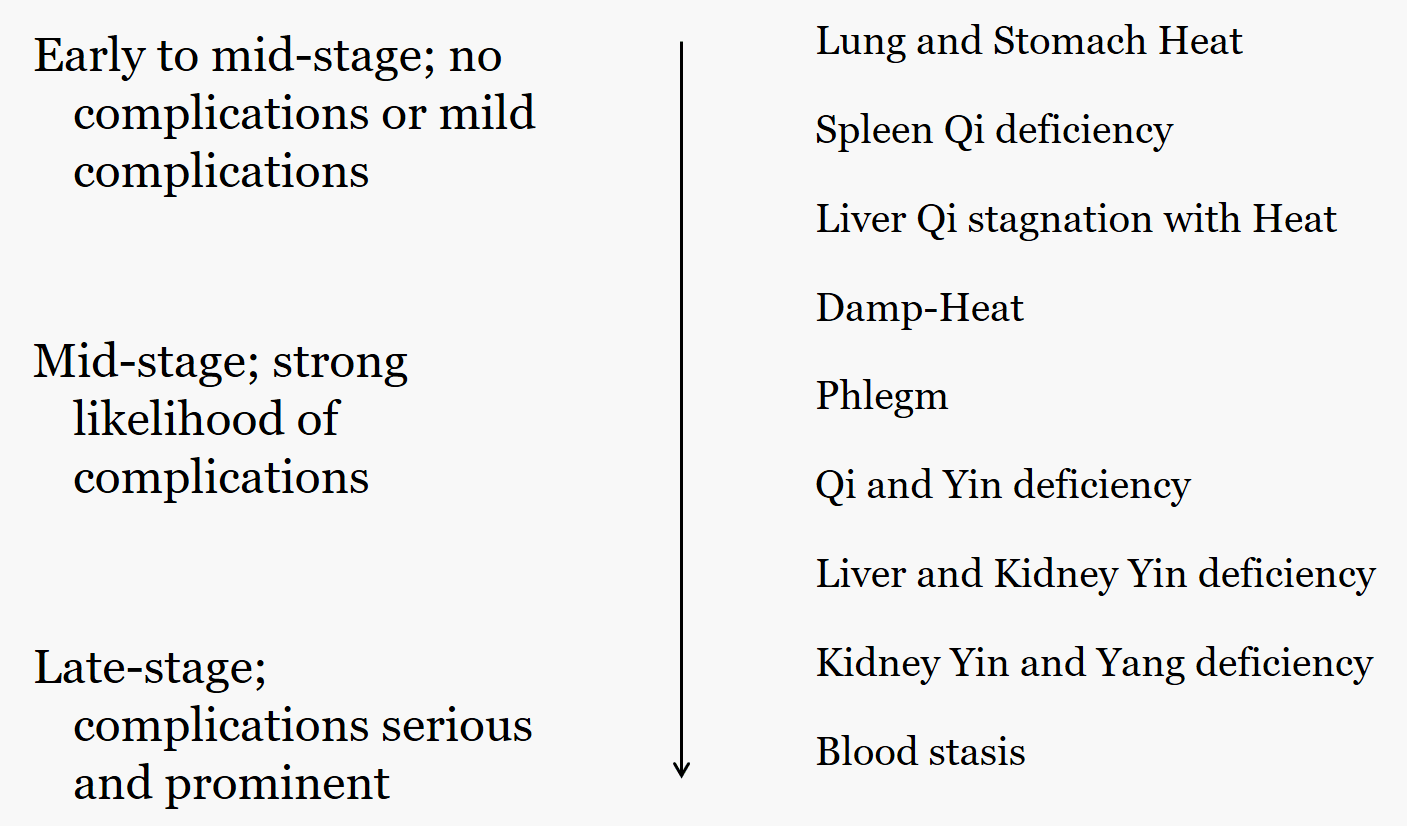 Early to mid-stage; no
complications or mild
complications
Mid-stage; strong
likelihood of
complications
Late-stage;
complications serious
and prominent
Lung and Stomach Heat
Spleen Qi deficiency
Liver Qi stagnation with Heat
Damp-Heat
Phlegm
Qi and Yin deficiency
Liver and Kidney Yin deficiency
Kidney Yin and Yang deficiency
Blood stasis